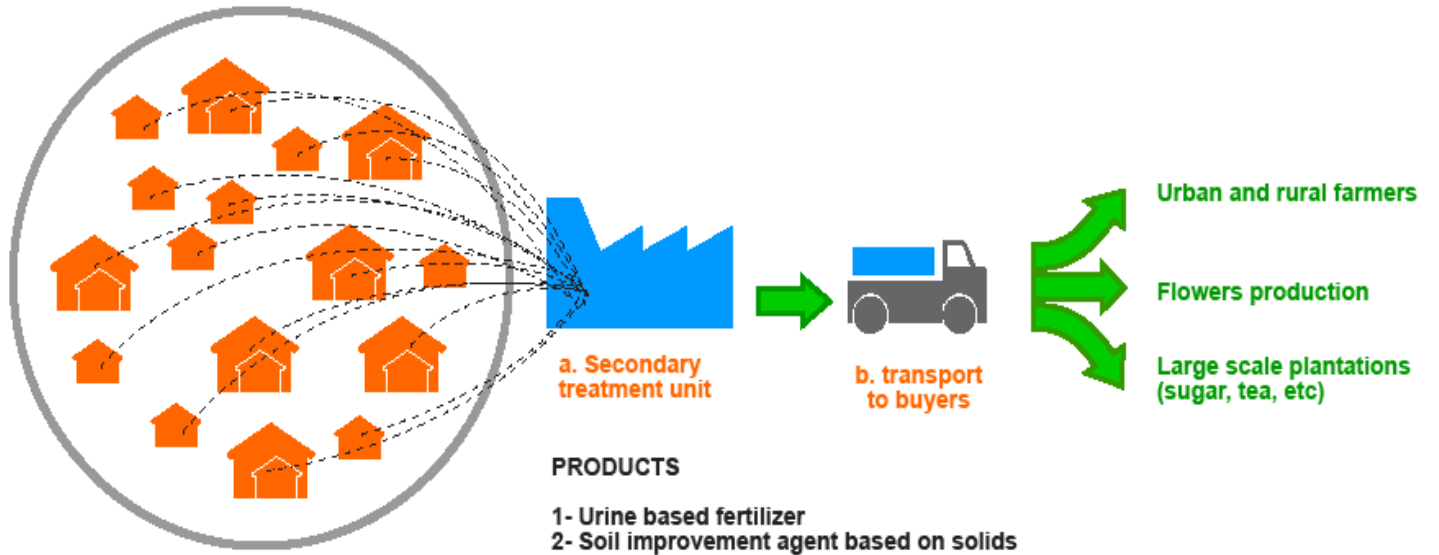 Urban and rural farmers
Flowers production
Large scale plantations
(sugar, tea, etc)
a. Secondary
treatment unit
b. transport
to buyers
PRODUCTS
1- Urine based fertilizer
2- Soil improvement agent based on solids